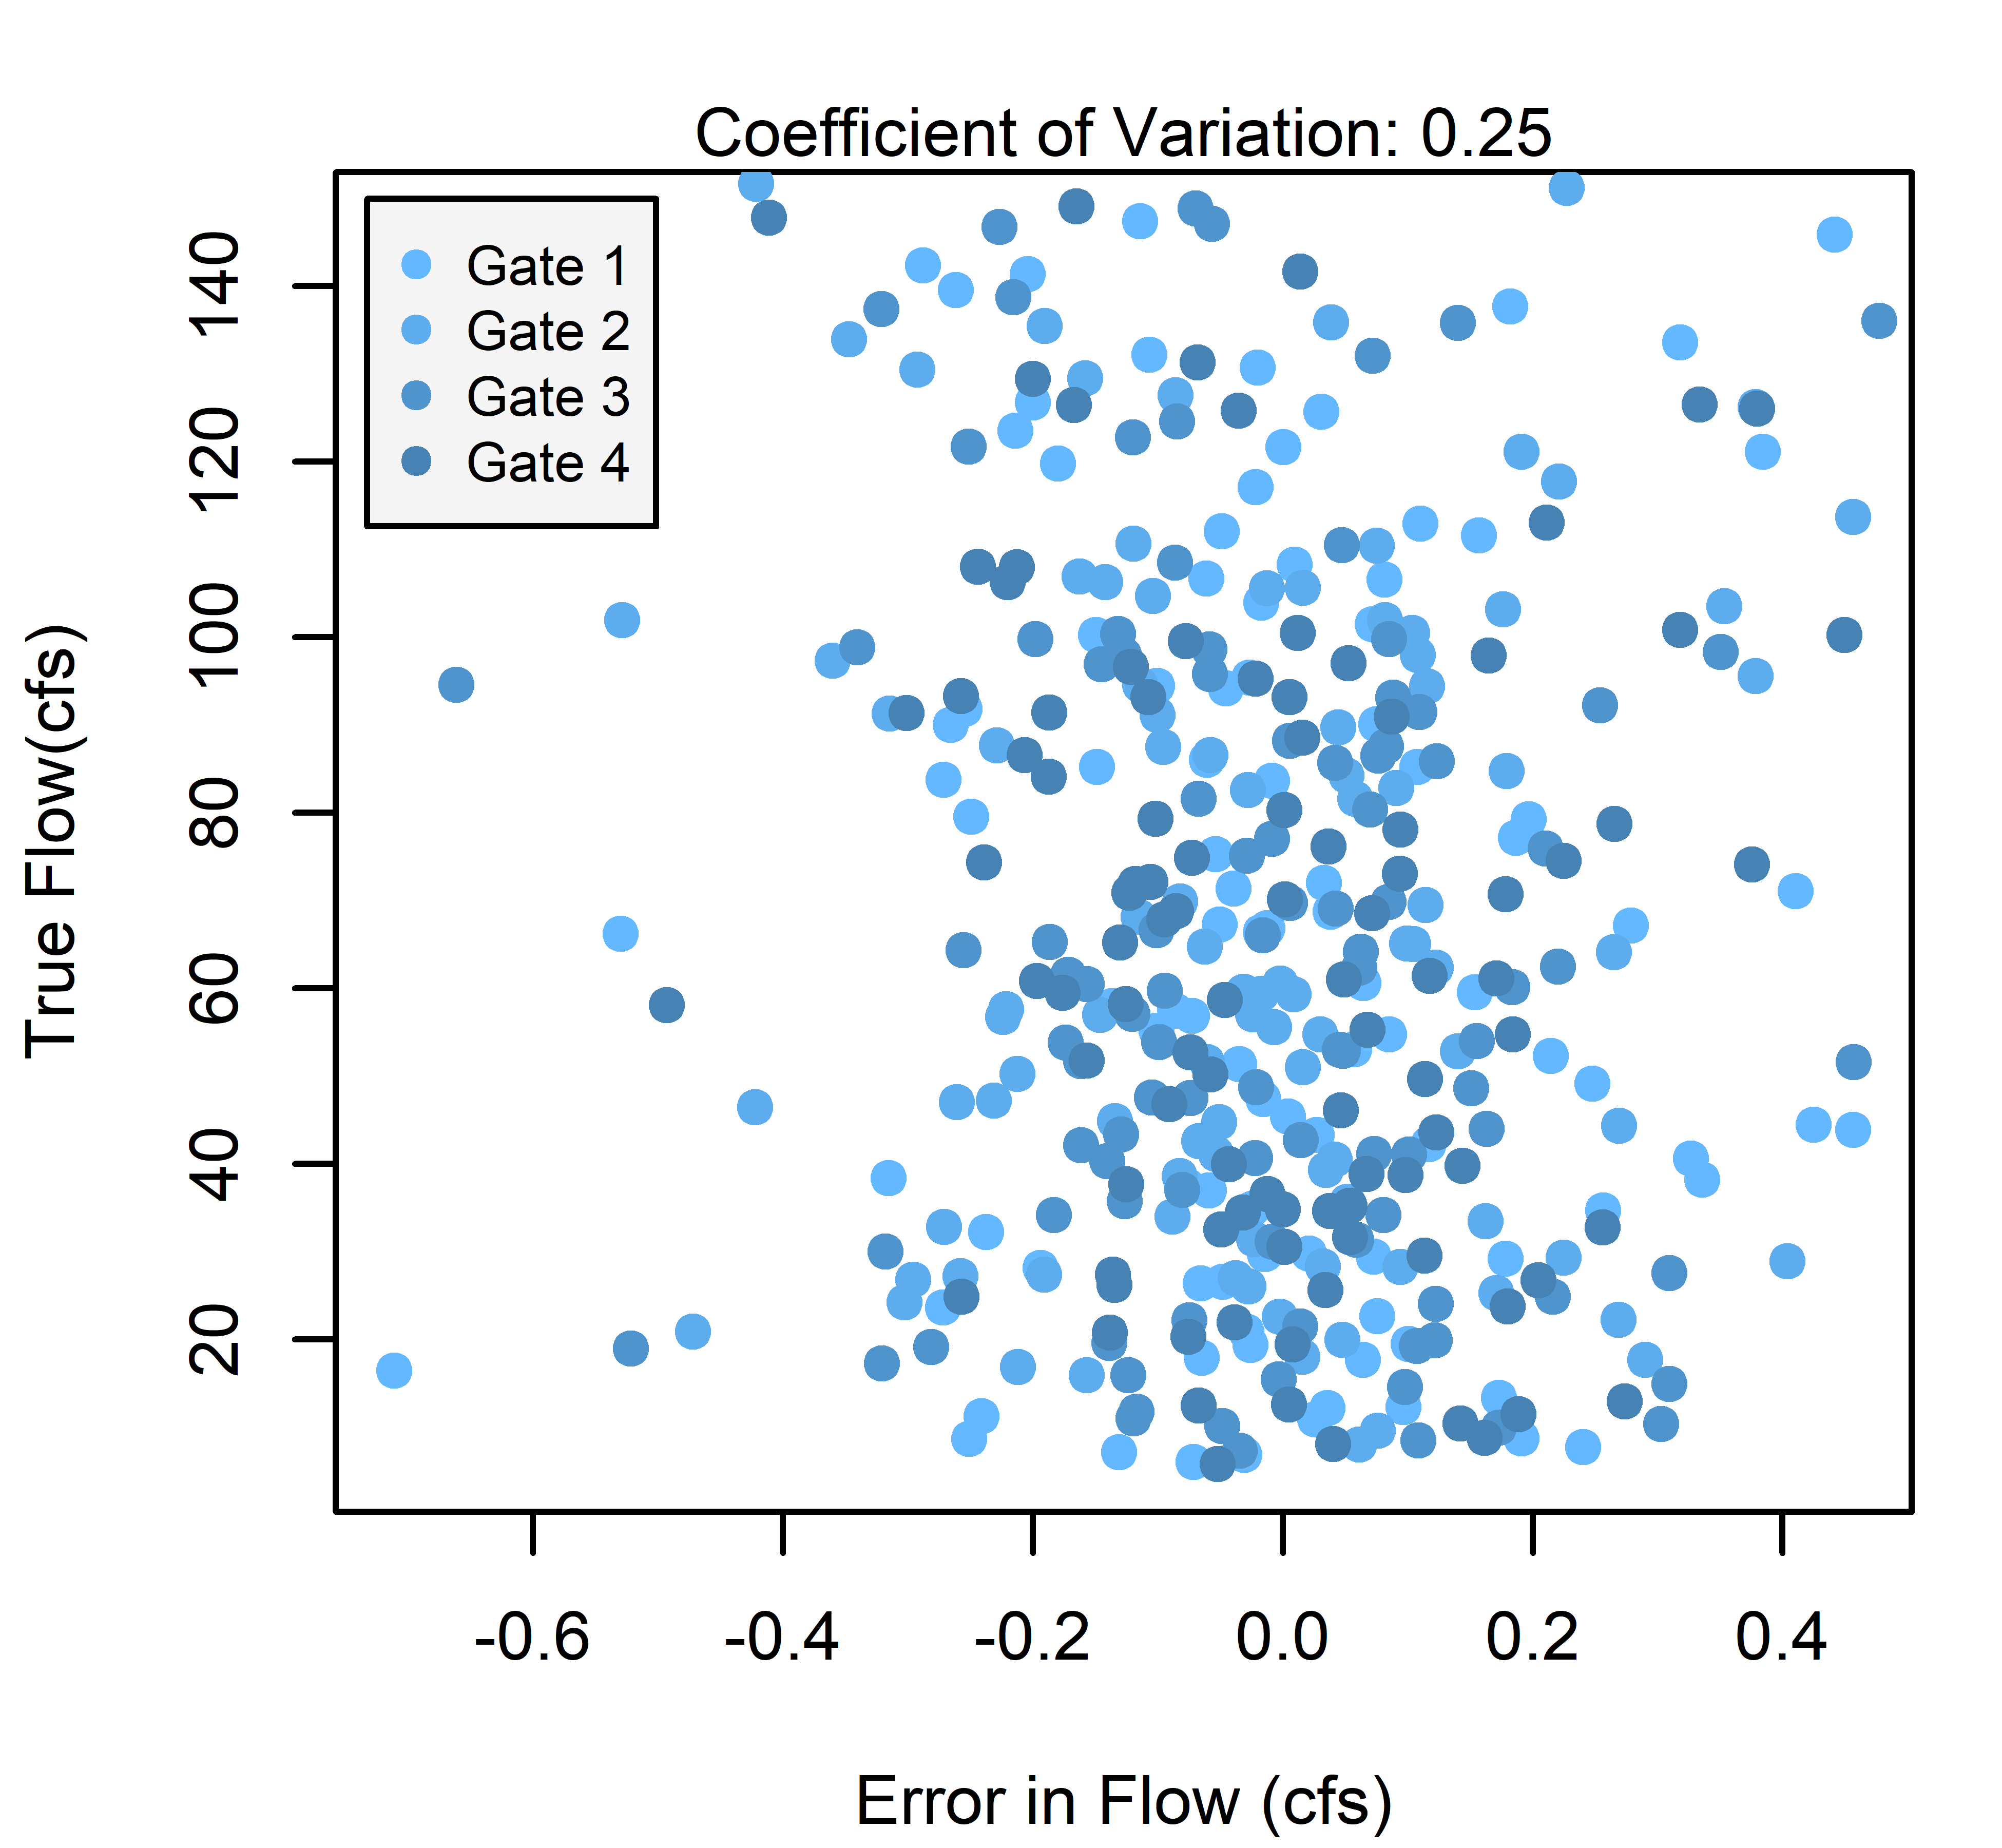 Coefficient of Variation: 0.25
Gate 1
Gate 2
Gate 3
Gate 4
True Flow(cfs)
140
120
100
80
60
40
20
-0.6 -0.4 -0.2 0.0 0.2 0.4
Error in Flow (cfs)